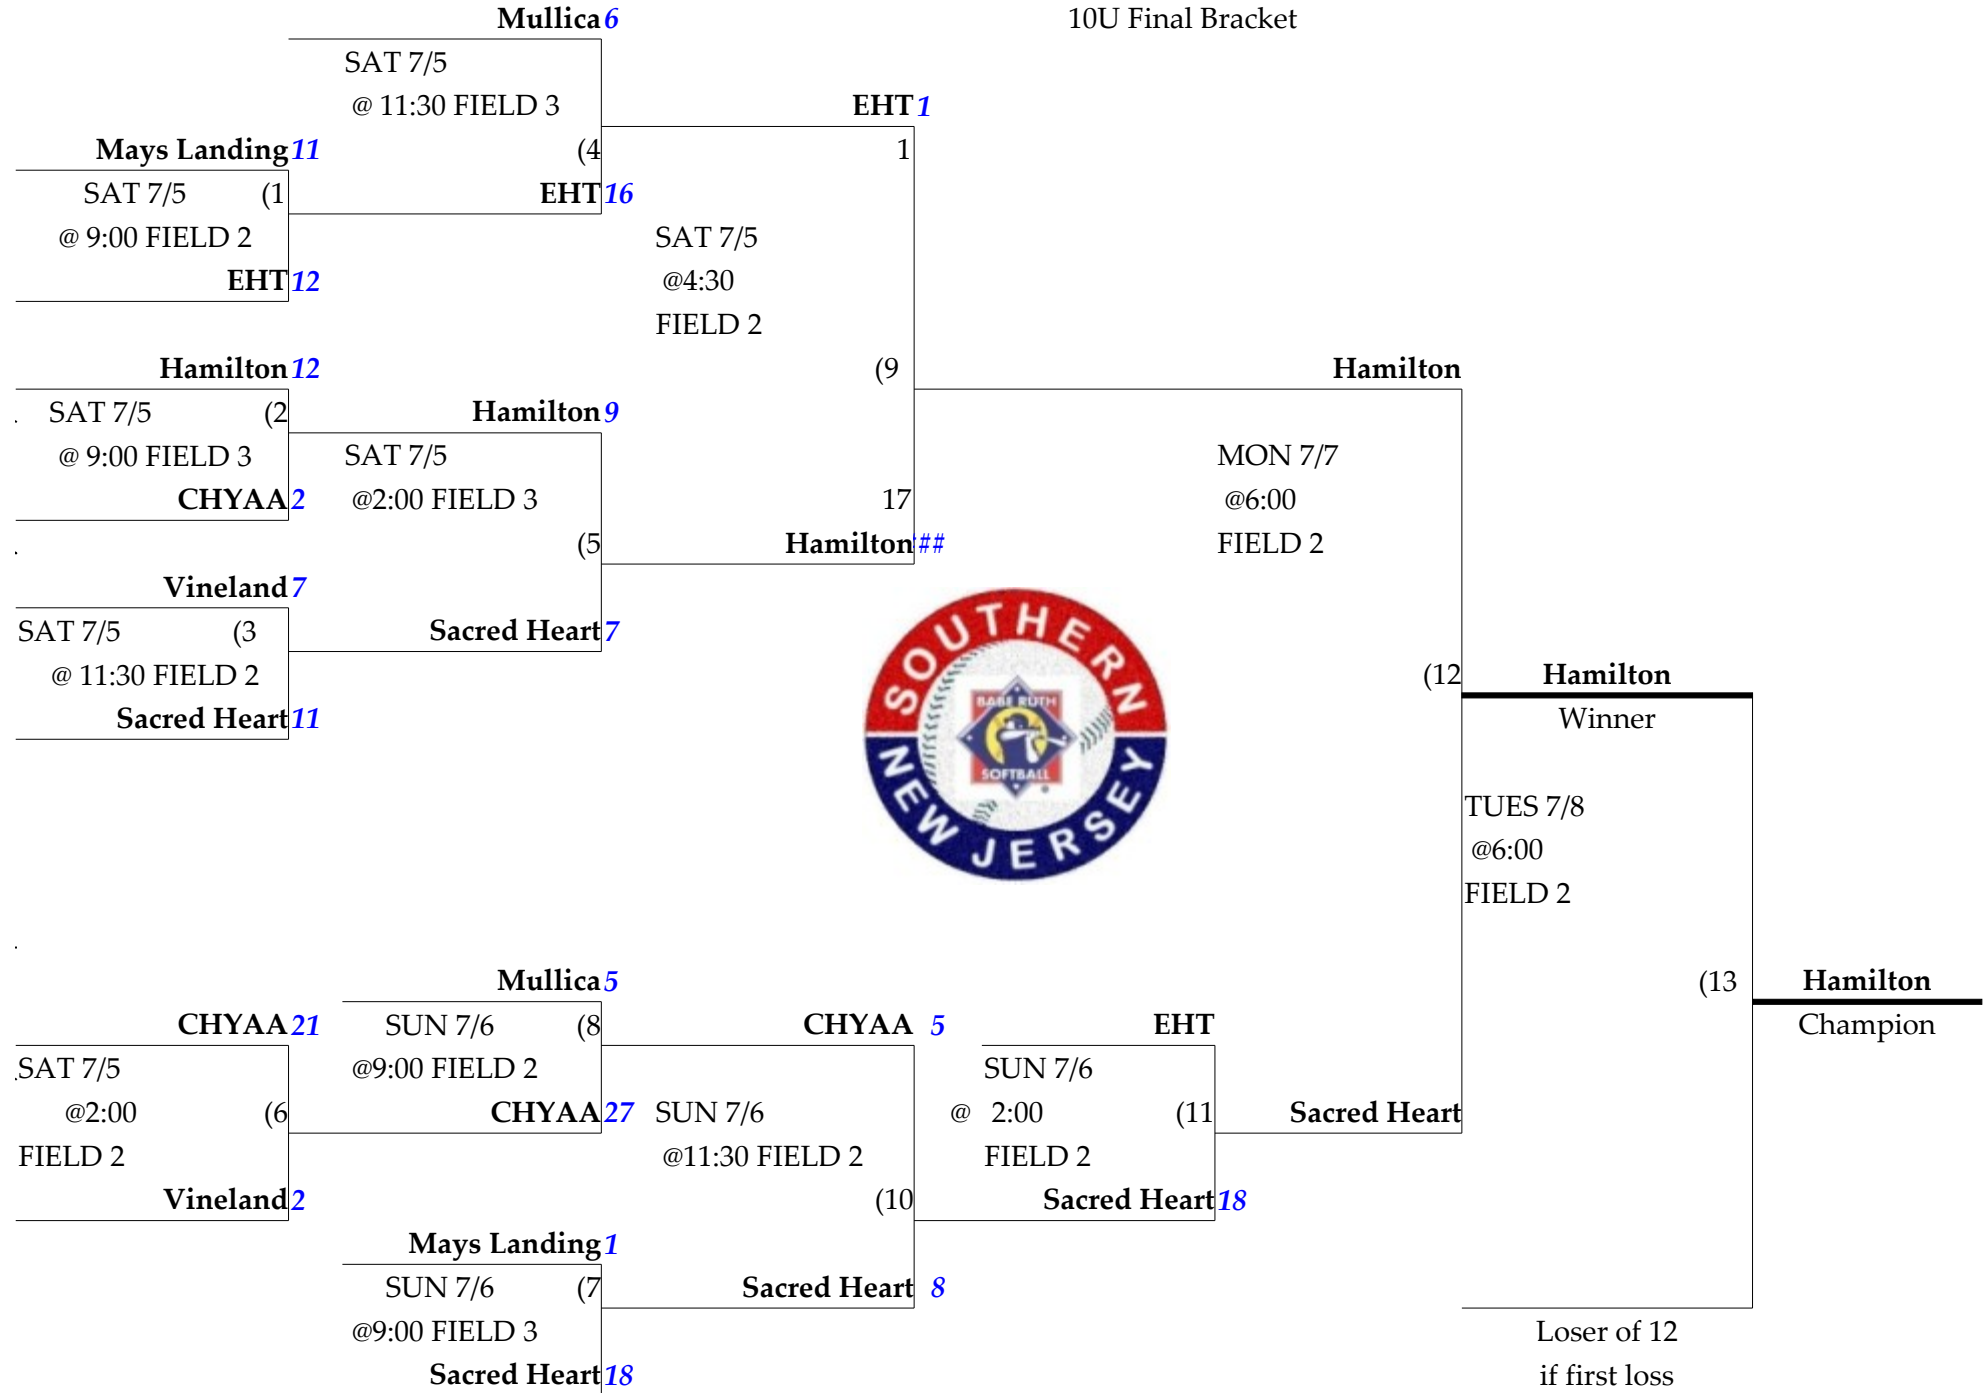 Mullica 6
10U Final Bracket
SAT 7/5
@ 11:30 FIELD 3
EHT 1
Mays Landing 11
(4
1
SAT 7/5 (1
EHT 16
@ 9:00 FIELD 2
SAT 7/5
EHT 12
@4:30
FIELD 2
Hamilton 12
(9
Hamilton
SAT 7/5 (2
Hamilton 9
@ 9:00 FIELD 3
SAT 7/5
MON 7/7
CHYAA 2
@2:00 FIELD 3
17
@6:00
(5
Hamilton ##
FIELD 2
Vineland 7
SAT 7/5 (3
Sacred Heart 7
@ 11:30 FIELD 2
(12
Hamilton
Sacred Heart 11
Winner
SOUTHERN
BABE RUTH
SOFTBALL
NEW JERSEY
TUES 7/8
@6:00
FIELD 2
Mullica 5
(13
Hamilton
CHYAA 21
SUN 7/6 (8
CHYAA 5
EHT
Champion
SAT 7/5
@9:00 FIELD 2
SUN 7/6
@2:00 (6
CHYAA 27
SUN 7/6
@ 2:00 (11
Sacred Heart
FIELD 2
@11:30 FIELD 2
FIELD 2
Vineland 2
(10
Sacred Heart 18
Mays Landing 1
SUN 7/6 (7
Sacred Heart 8
@9:00 FIELD 3
Loser of 12
Sacred Heart 18
if first loss